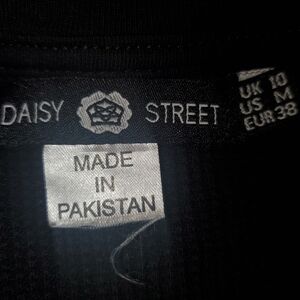 DAISY STREET
UK 10
US M
EUR 38
MADE
IN
PAKISTAN